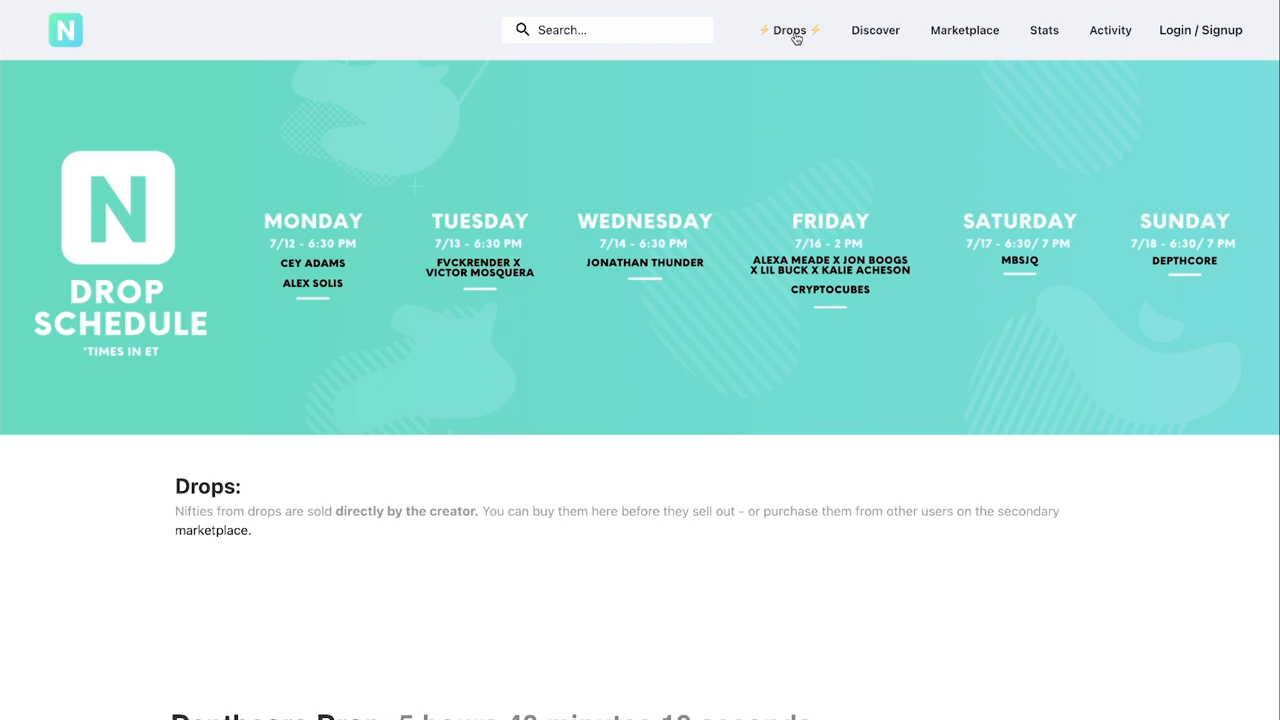 N
Search...
⚡ Drops ⚡
Discover
Marketplace
Stats
Activity
Login / Signup
N
DROP
SCHEDULE
*TIMES IN ET
MONDAY
7/12 - 6:30 PM
CEY ADAMS
ALEX SOLIS
TUESDAY
7/13 - 6:30 PM
FVCKRENDER X
VICTOR MOSQUERA
WEDNESDAY
7/14 - 6:30 PM
JONATHAN THUNDER
FRIDAY
7/16 - 2 PM
ALEXA MEADE X JON BOOGS
X LIL BUCK X KALIE ACHESON
CRYPTOCUBES
SATURDAY
7/17 - 6:30/ 7 PM
MBSJQ
SUNDAY
7/18 - 6:30/ 7 PM
DEPTHCORE
Drops:
Nifties from drops are sold directly by the creator. You can buy them here before they sell out - or purchase them from other users on the secondary
marketplace.
Depthcore Drop